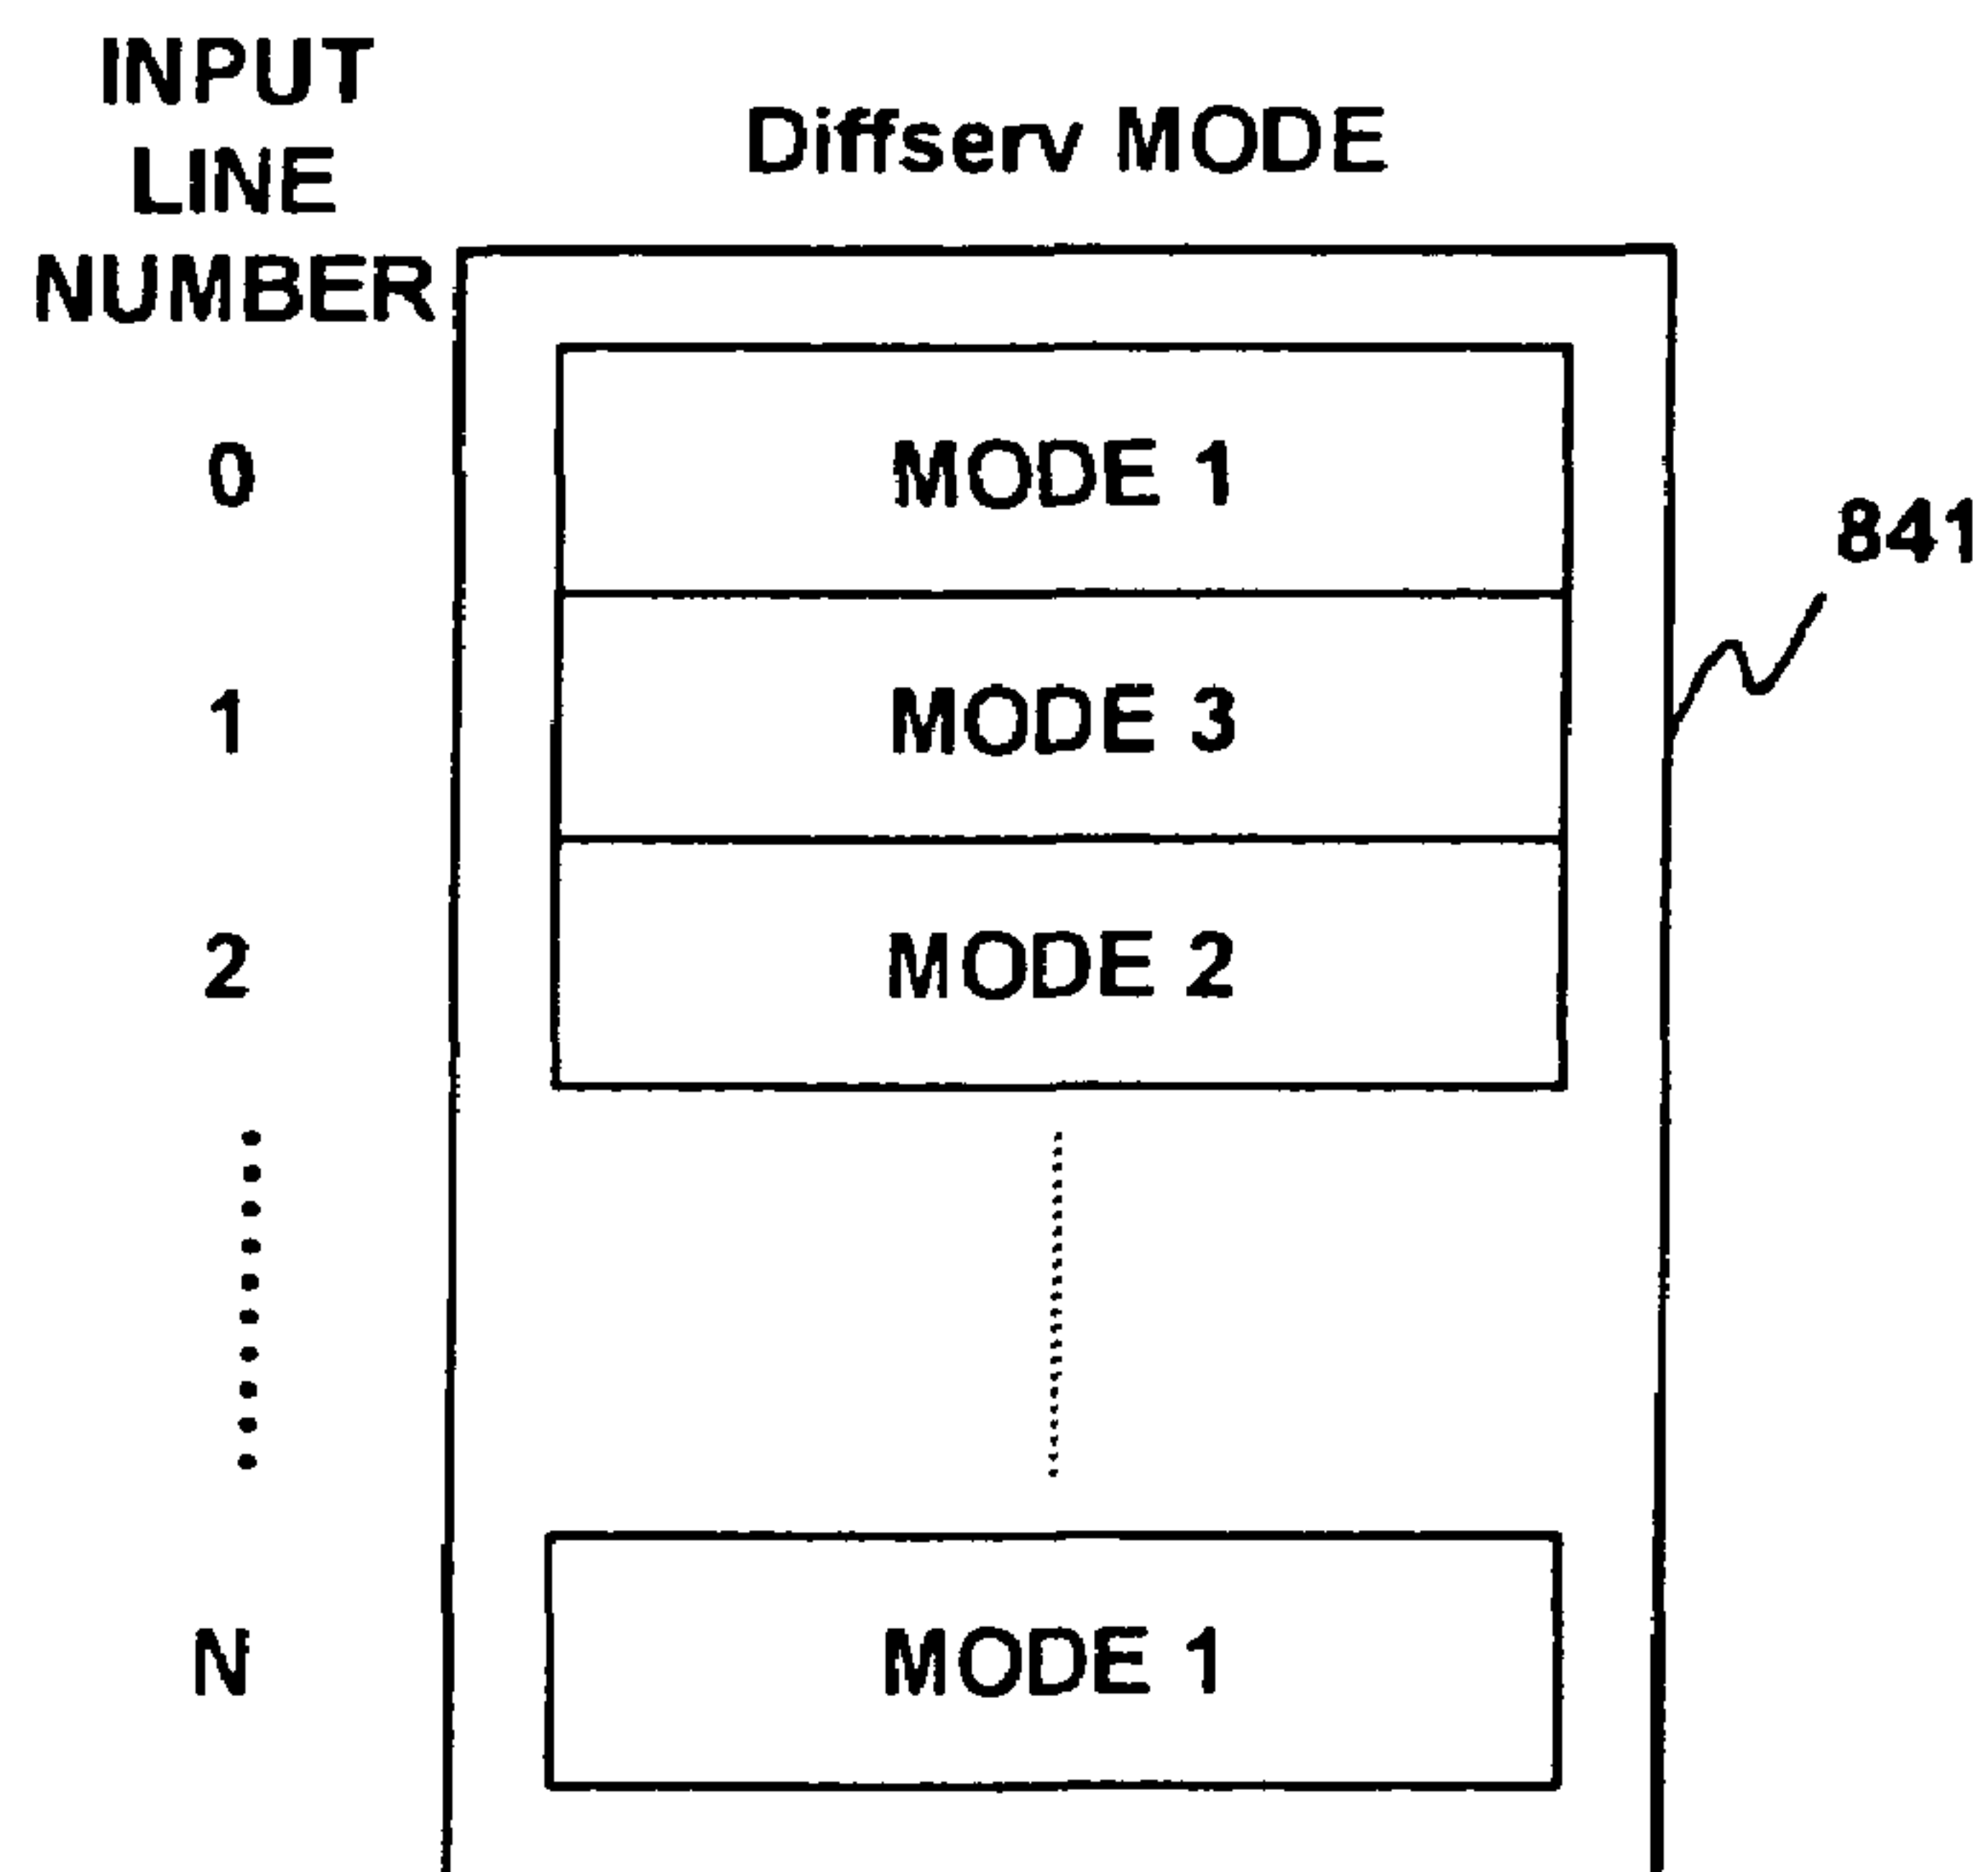 INPUT
LINE
NUMBER
Diffserv MODE
0 MODE 1
841
1 MODE 3
2 MODE 2
N MODE 1